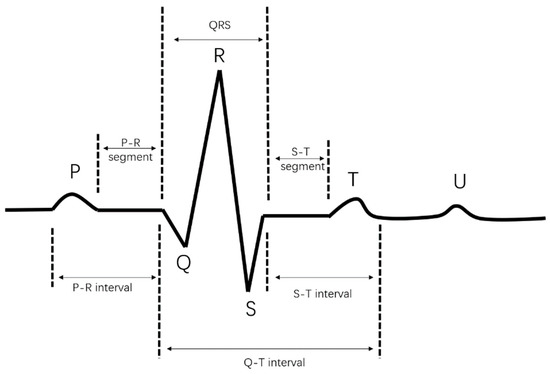 QRS
R
P-R
segment
S-T
segment
P
T
U
Q
S
P-R interval
S-T interval
Q-T interval